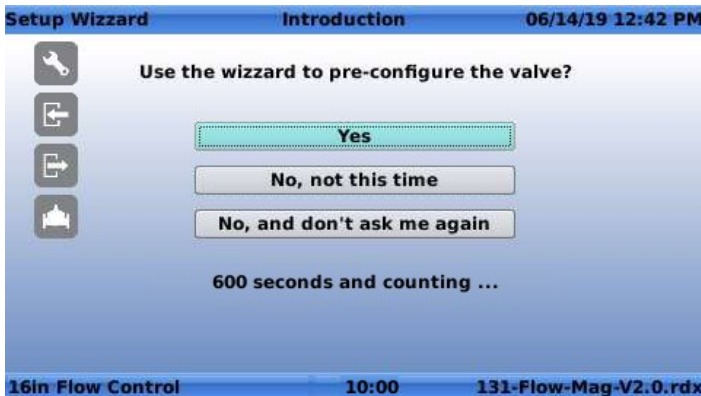 Setup Wizzard Introduction 06/14/19 12:42 PM
Use the wizzard to pre-configure the valve?
Yes
No, not this time
No, and don't ask me again
600 seconds and counting ...
16in Flow Control 10:00 131-Flow-Mag-V2.0.rdx